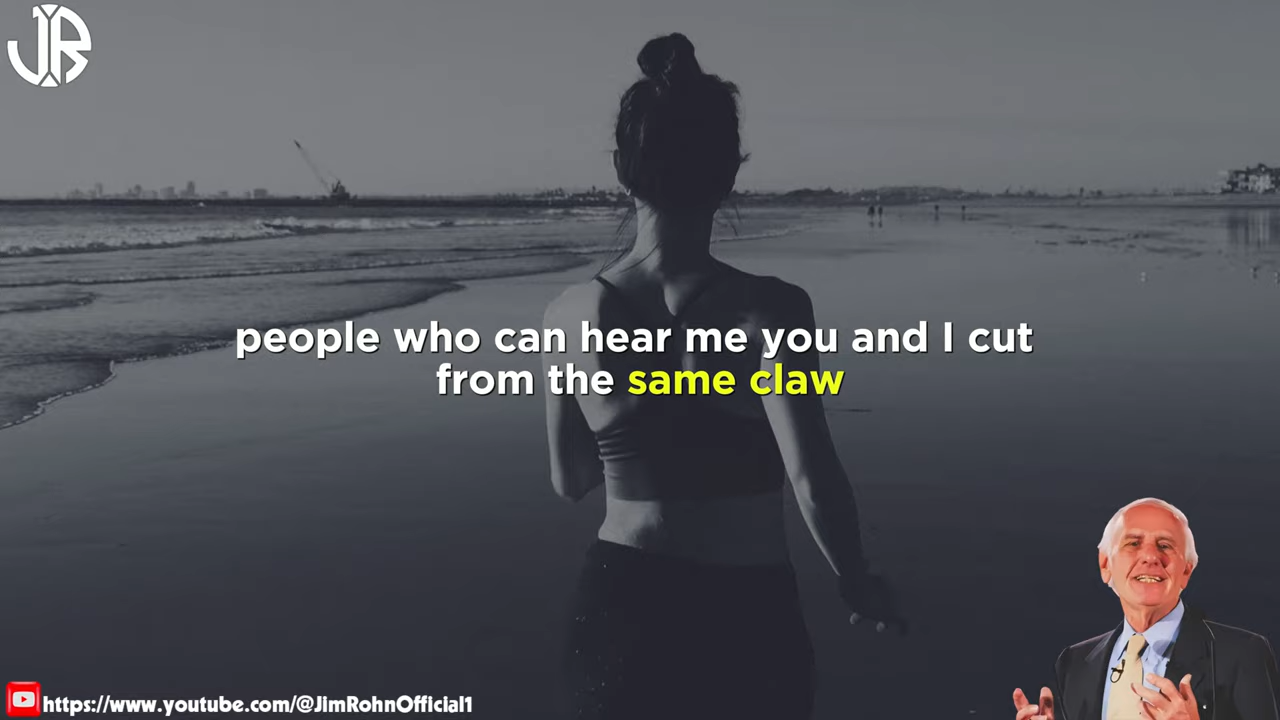 JR
people who can hear me you and I cut
from the same claw
https://www.youtube.com/@JimRohnOfficial1